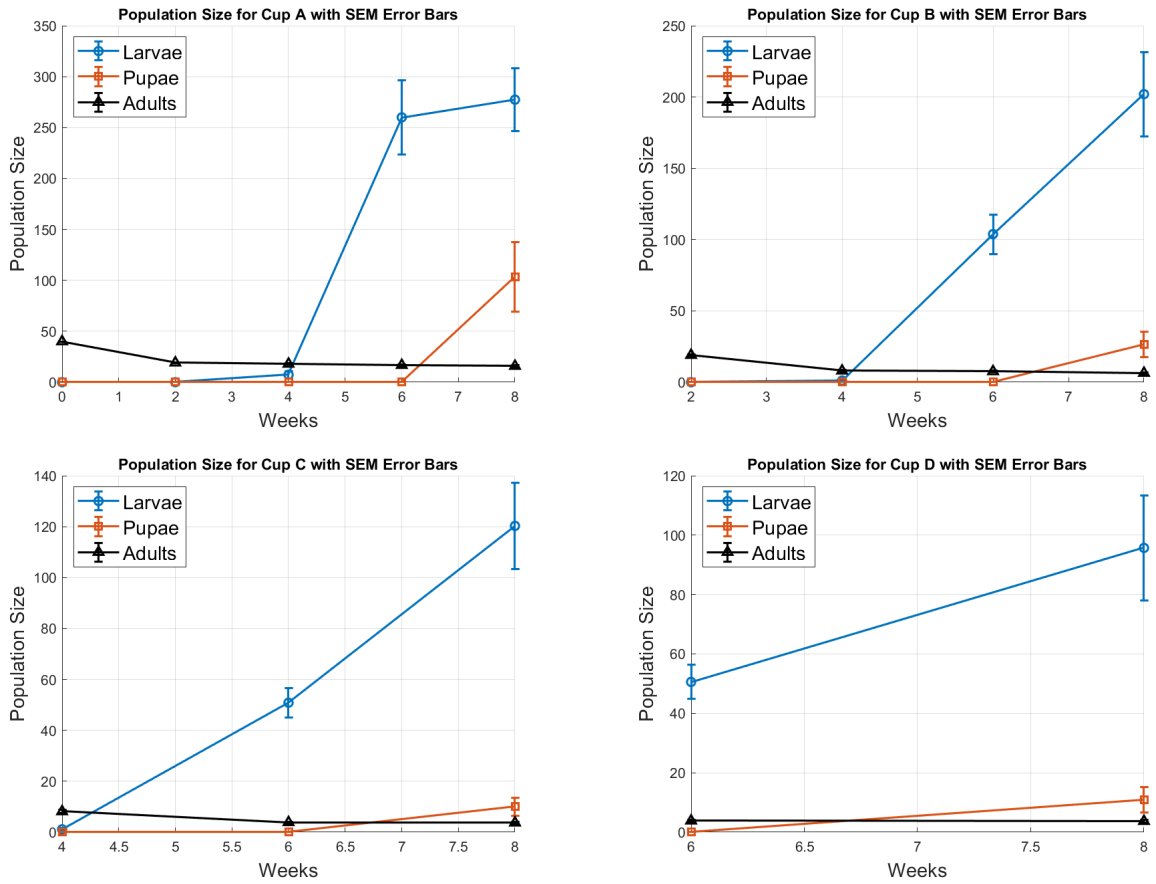 Population Size for Cup A with SEM Error Bars
350
300
250
200
150
100
50
0
Population Size
Larvae
Pupae
Adults
0 1 2 3 4 5 6 7 8
Weeks
Population Size for Cup B with SEM Error Bars
250
200
150
100
50
0
Population Size
Larvae
Pupae
Adults
2 3 4 5 6 7 8
Weeks
Population Size for Cup C with SEM Error Bars
140
120
100
80
60
40
20
0
Population Size
Larvae
Pupae
Adults
4 4.5 5 5.5 6 6.5 7 7.5 8
Weeks
Population Size for Cup D with SEM Error Bars
120
100
80
60
40
20
0
Population Size
Larvae
Pupae
Adults
6 6.5 7 7.5 8
Weeks